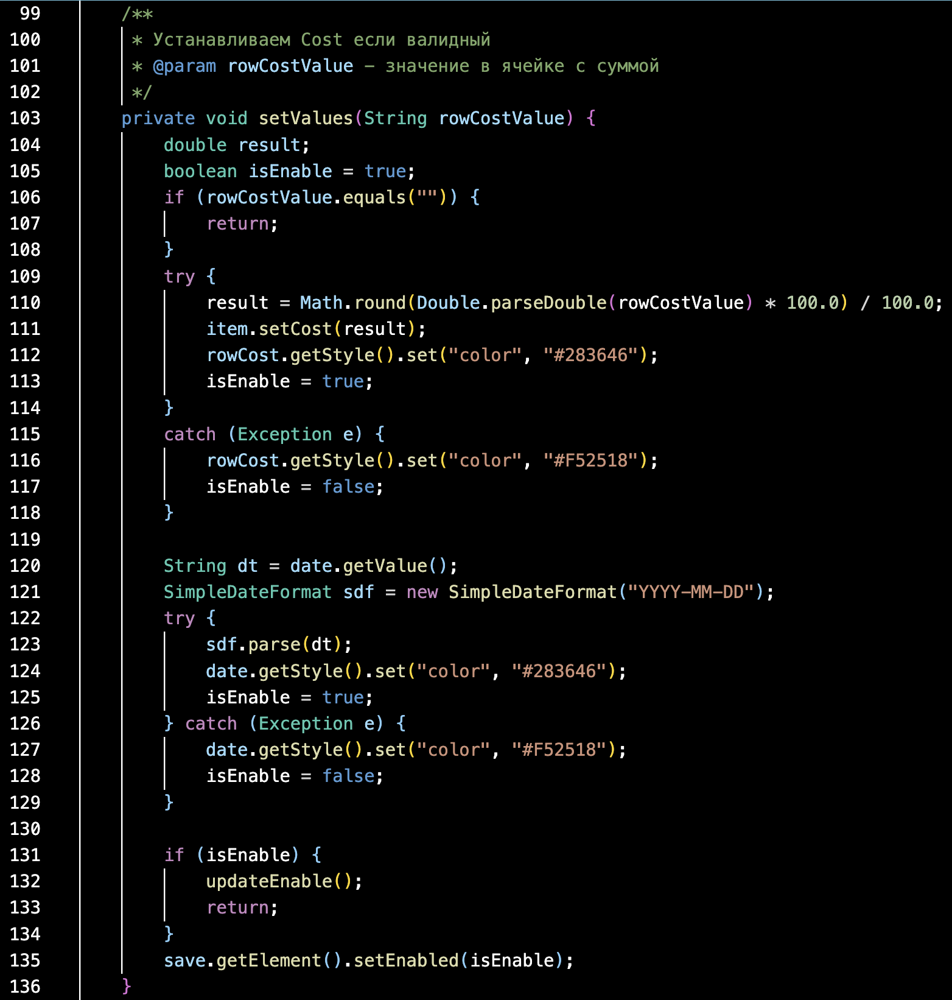 99 /**
100 * Устанавливаем Cost если валидный
101 * @param rowCostValue – значение в ячейке с суммой
102 */
103 private void setValues(String rowCostValue) {
104 double result;
105 boolean isEnable = true;
106 if (rowCostValue.equals("")) {
107 return;
108 }
109 try {
110 result = Math.round(Double.parseDouble(rowCostValue) * 100.0) / 100.0;
111 item.setCost(result);
112 rowCost.getStyle().set("color", "#283646");
113 isEnable = true;
114 }
115 catch (Exception e) {
116 rowCost.getStyle().set("color", "#F52518");
117 isEnable = false;
118 }
119
120 String dt = date.getValue();
121 SimpleDateFormat sdf = new SimpleDateFormat("YYYY–MM–DD");
122 try {
123 sdf.parse(dt);
124 date.getStyle().set("color", "#283646");
125 isEnable = true;
126 } catch (Exception e) {
127 date.getStyle().set("color", "#F52518");
128 isEnable = false;
129 }
130
131 if (isEnable) {
132 updateEnable();
133 return;
134 }
135 save.getElement().setEnabled(isEnable);
136 }